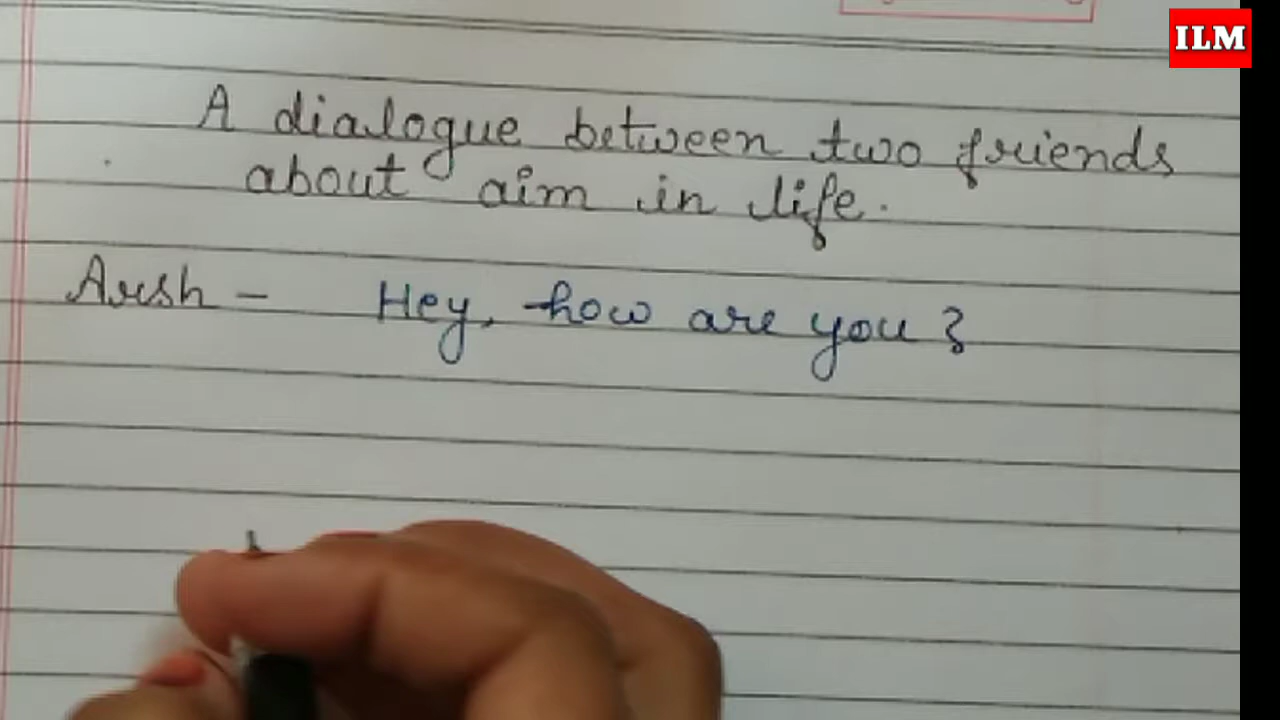 ILM
A dialogue between two friends
about aim in life.
Arsh - Hey, how are you?